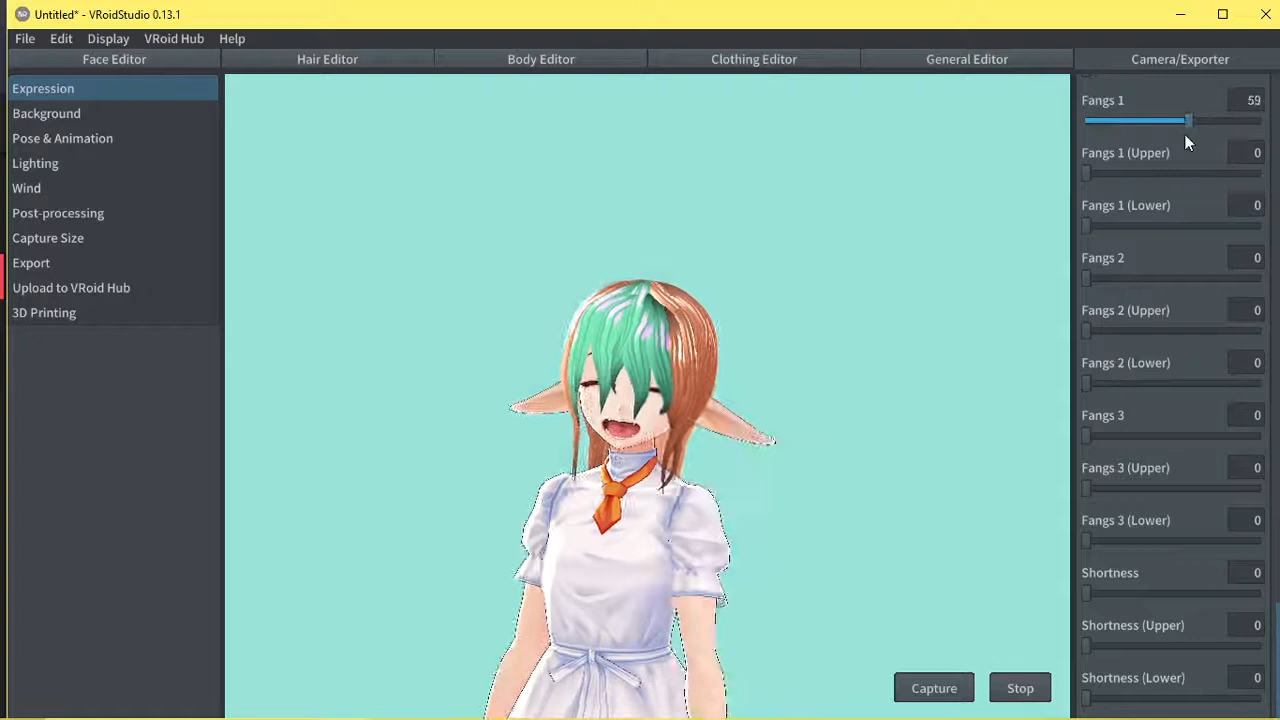 Untitled* - VRoidStudio 0.13.1
File Edit Display VRoid Hub Help
Face Editor Hair Editor Body Editor Clothing Editor General Editor Camera/Exporter
Expression
Background
Pose & Animation
Lighting
Wind
Post-processing
Capture Size
Export
Upload to VRoid Hub
3D Printing
Fangs 1 59
Fangs 1 (Upper) 0
Fangs 1 (Lower) 0
Fangs 2 0
Fangs 2 (Upper) 0
Fangs 2 (Lower) 0
Fangs 3 0
Fangs 3 (Upper) 0
Fangs 3 (Lower) 0
Shortness 0
Shortness (Upper) 0
Shortness (Lower) 0
Capture Stop